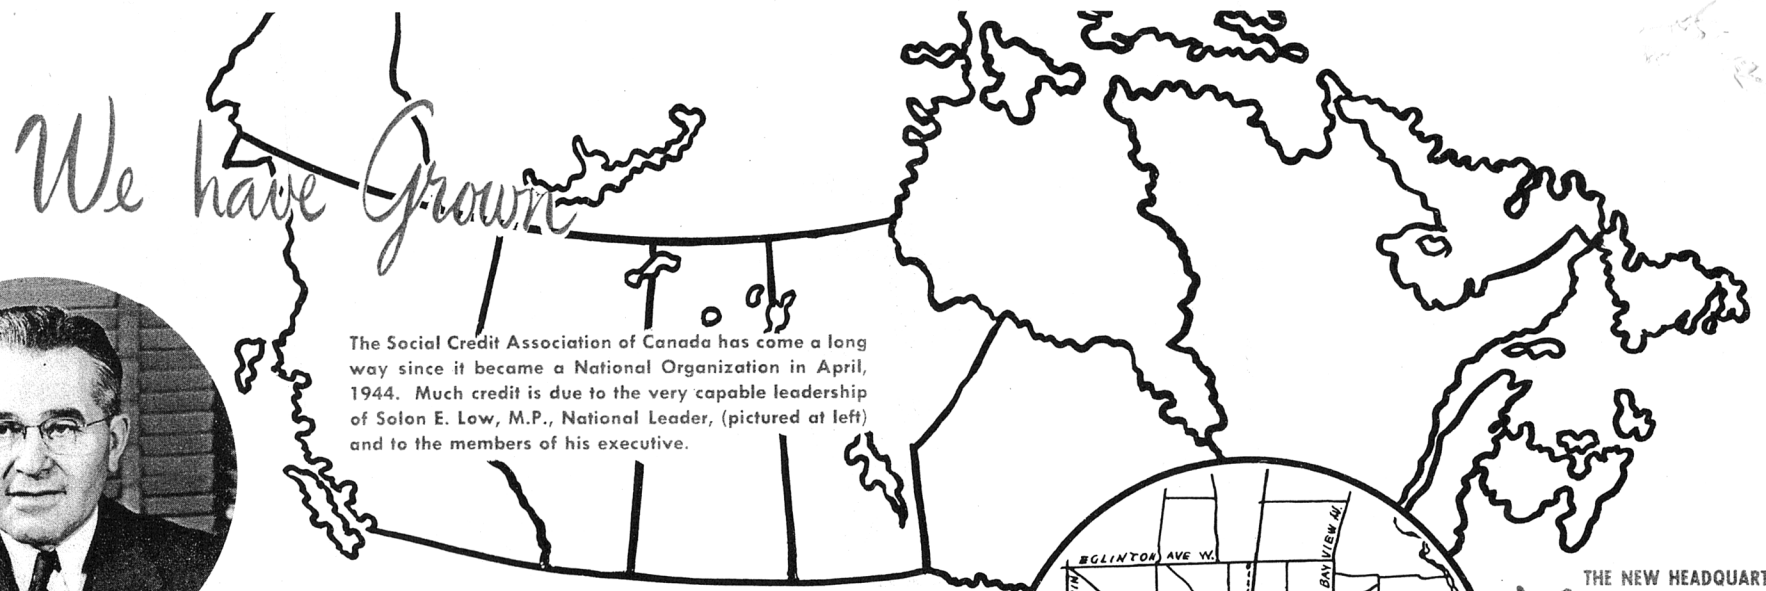 We have Grown
The Social Credit Association of Canada has come a long
way since it became a National Organization in April,
1944. Much credit is due to the very capable leadership
of Solon E. Low, M.P., National Leader, (pictured at left)
and to the members of his executive.
EGLINTON AVE W.
BAYVIEW AV.
THE NEW HEADQUART